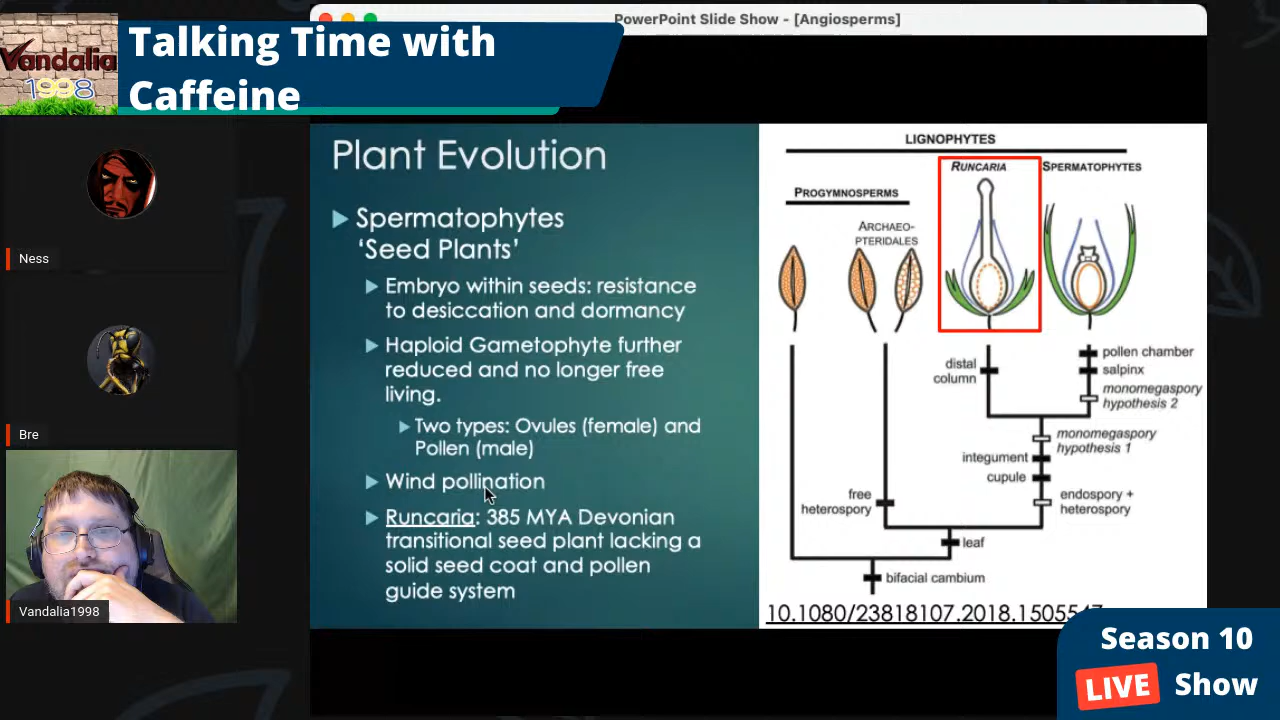 PowerPoint Slide Show - [Angiosperms]
Vandalia
1998
Talking Time with
Caffeine
Ness
Bre
Vandalia1998
Plant Evolution
Spermatophytes
‘Seed Plants’
Embryo within seeds: resistance
to desiccation and dormancy
Haploid Gametophyte further
reduced and no longer free
living.
Two types: Ovules (female) and
Pollen (male)
Wind pollination
Runcaria: 385 MYA Devonian
transitional seed plant lacking a
solid seed coat and pollen
guide system
LIGNOPHYTES
RUNCARIA
SPERMATOPHYTES
PROGYMNOSPERMS
ARCHAEO-
PTERIDALES
distal
column
pollen chamber
salpinx
monomegaspory
hypothesis 2
monomegaspory
hypothesis 1
integument
cupule
free
heterospory
endospory +
heterospory
leaf
bifacial cambium
10.1080/23818107.2018.1505547
Season 10
LIVE Show